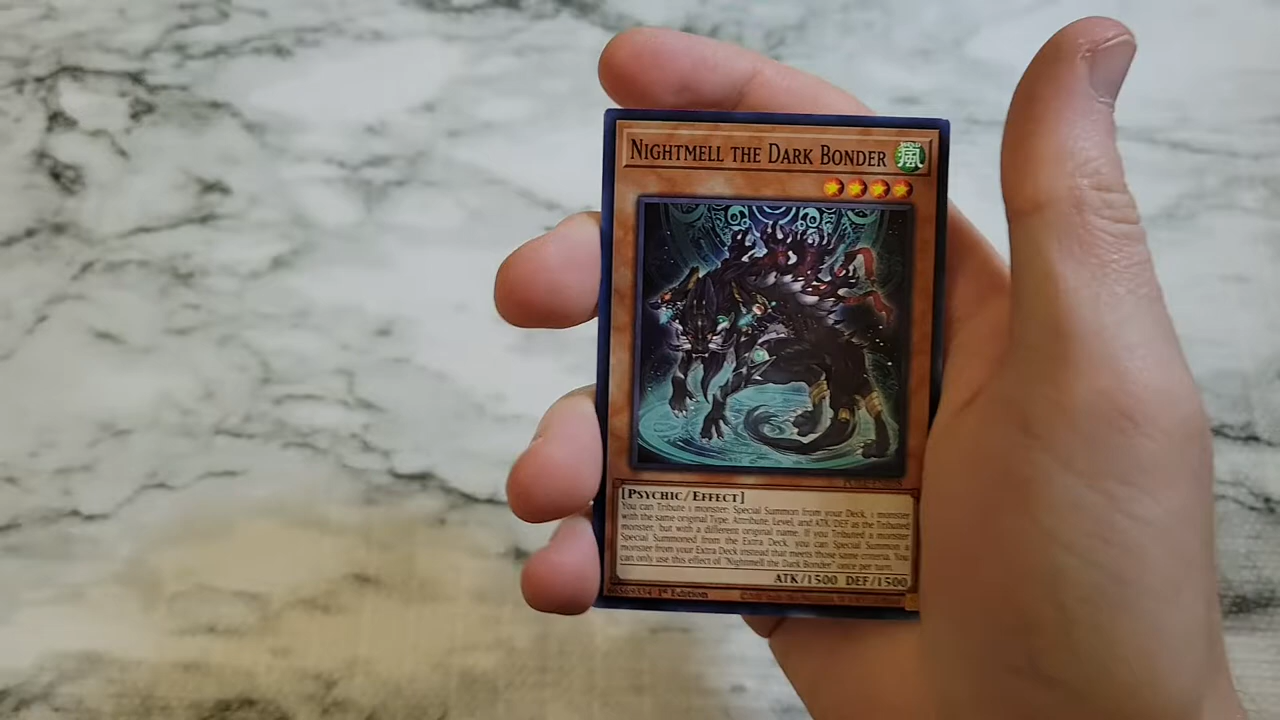 NIGHTMELL THE DARK BONDER
WIND
風
[PSYCHIC/EFFECT]
You can Tribute 1 monster; Special Summon from your Deck, 1 monster
with the same original Type, Attribute, Level, and ATK/DEF as the Tributed
monster, but with a different original name. If you Tributed a monster
Special Summoned from the Extra Deck, you can Special Summon a
monster from your Extra Deck instead that meets those same criteria. You
can only use this effect of "Nightmell the Dark Bonder" once per turn.
ATK/1500 DEF/1500
1st Edition